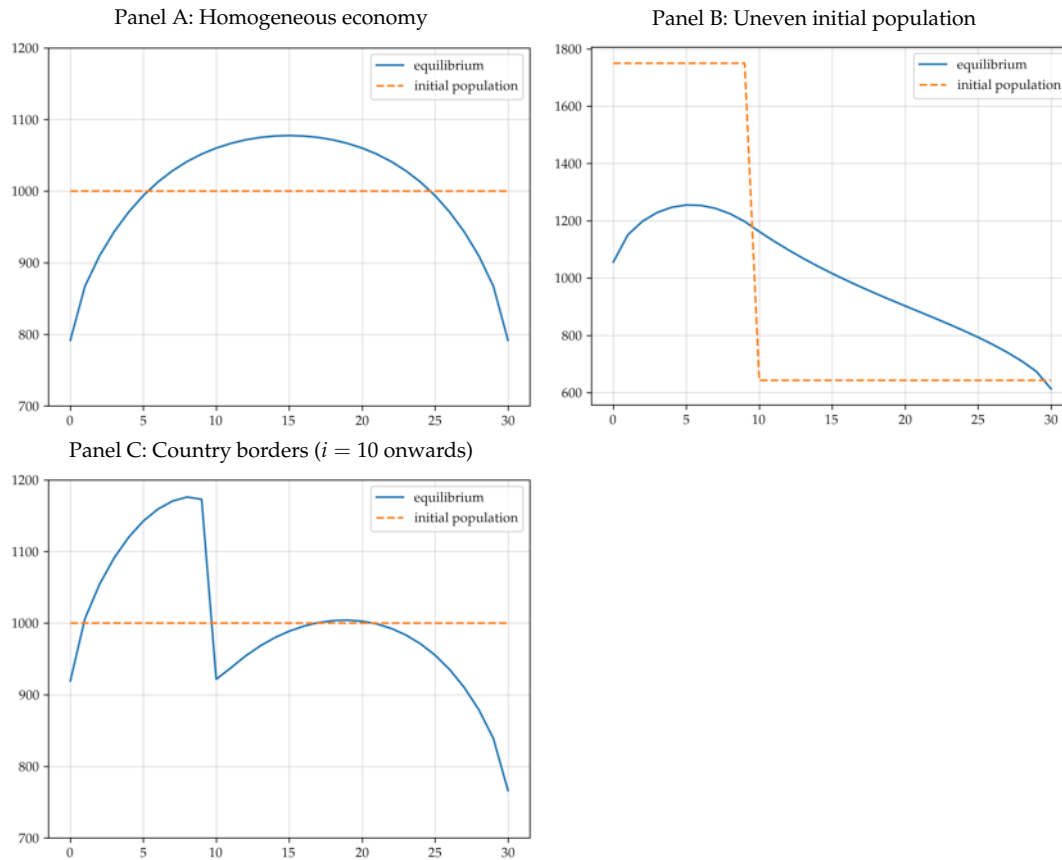 Panel A: Homogeneous economy
1200
1100
1000
900
800
700
0 5 10 15 20 25 30
equilibrium
initial population
Panel B: Uneven initial population
1800
1600
1400
1200
1000
800
600
0 5 10 15 20 25 30
equilibrium
initial population
Panel C: Country borders (i = 10 onwards)
1200
1100
1000
900
800
700
0 5 10 15 20 25 30
equilibrium
initial population